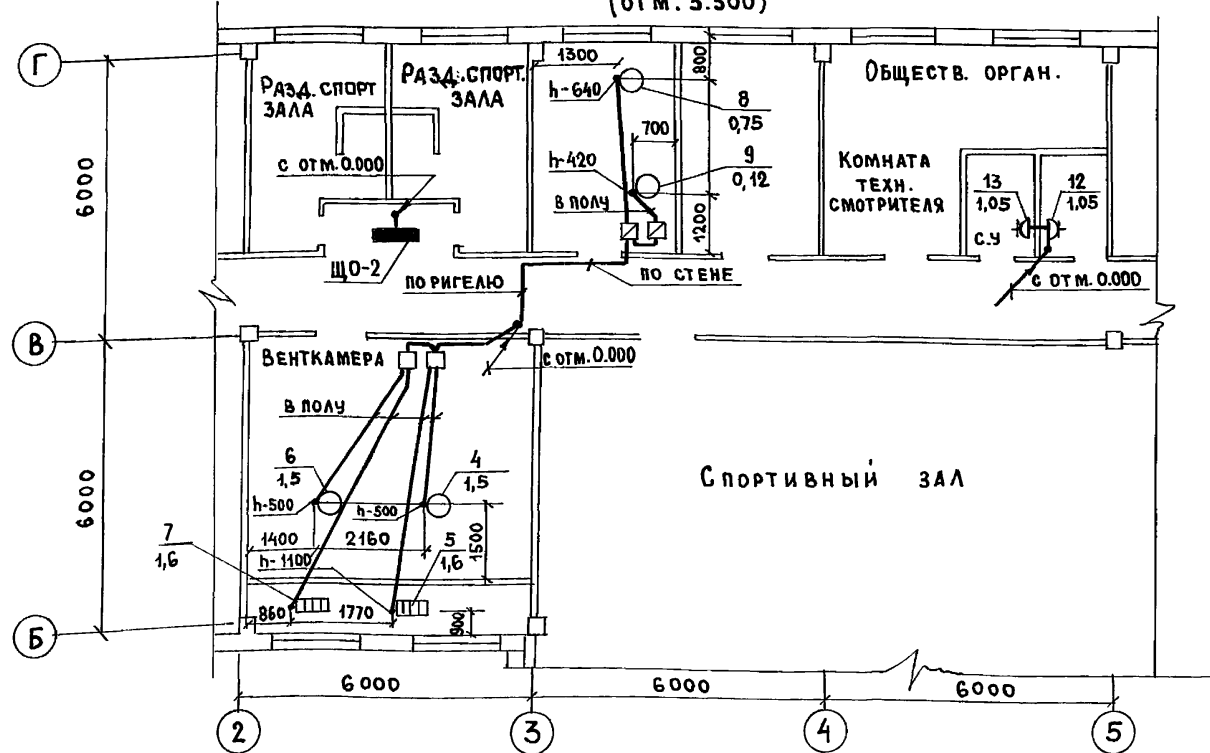 (ОТМ. 3.300)
Г
РАЗД. СПОРТ
ЗАЛА
РАЗД. СПОРТ.
ЗАЛА
1300
800
h-640
8
0,75
700
h-420
9
0,12
В ПОЛУ
1200
ОБЩЕСТВ. ОРГАН.
КОМНАТА
ТЕХН.
СМОТРИТЕЛЯ
13
1,05
12
1,05
С.У
С ОТМ. 0.000
6000
С ОТМ. 0.000
ЩО-2
ПО РИГЕЛЮ
ПО СТЕНЕ
В
ВЕНТКАМЕРА
С ОТМ. 0.000
В ПОЛУ
6000
6
1,5
4
1,5
h-500
h-500
1400
2160
1500
7
1,6
h-1100
5
1,6
860
1770
900
СПОРТИВНЫЙ ЗАЛ
Б
6000
6000
6000
2
3
4
5